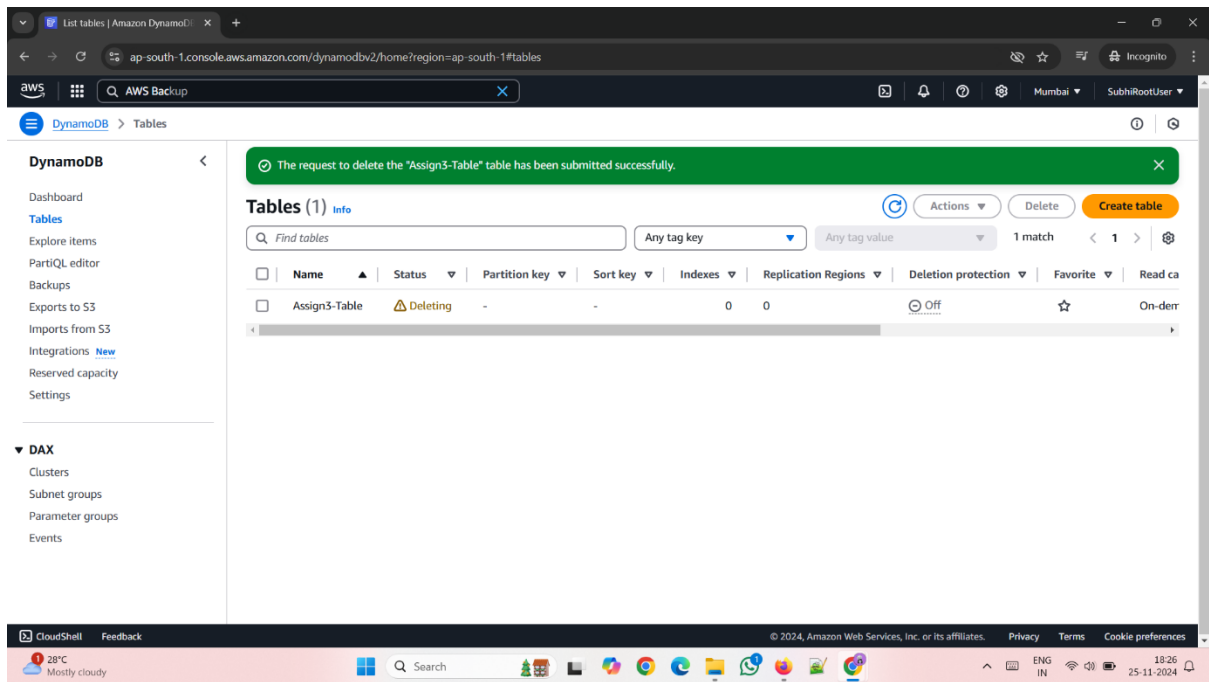 List tables | Amazon DynamoD
ap-south-1.console.aws.amazon.com/dynamodbv2/home?region=ap-south-1#tables
Incognito
aws
AWS Backup
Mumbai
SubhiRootUser
DynamoDB > Tables
DynamoDB
Dashboard
Tables
Explore items
PartiQL editor
Backups
Exports to S3
Imports from S3
Integrations New
Reserved capacity
Settings
DAX
Clusters
Subnet groups
Parameter groups
Events
The request to delete the "Assign3-Table" table has been submitted successfully.
Tables (1) Info
Actions
Delete
Create table
Find tables
Any tag key
Any tag value
1 match
1
Name Status Partition key Sort key Indexes Replication Regions Deletion protection Favorite Read ca
Assign3-Table Deleting - - 0 0 Off On-dem
CloudShell Feedback
© 2024, Amazon Web Services, Inc. or its affiliates. Privacy Terms Cookie preferences
1
28°C
Mostly cloudy
Search
ENG
IN
18:26
25-11-2024